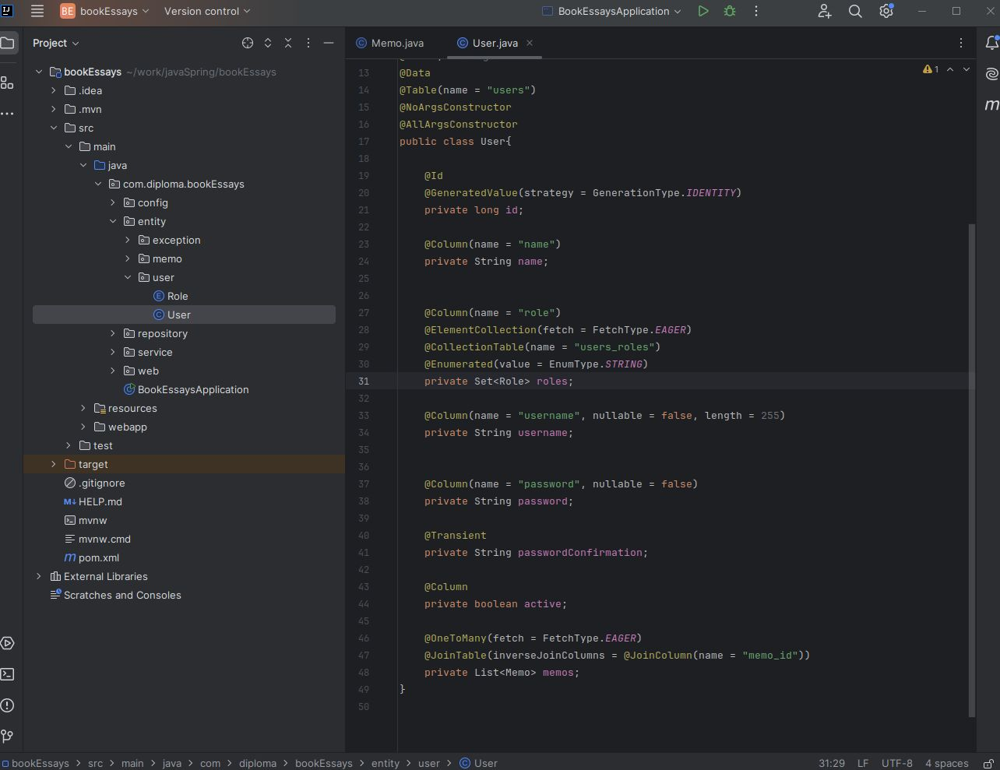 BE bookEssays Version control BookEssaysApplication
Project
bookEssays ~/work/javaSpring/bookEssays
.idea
.mvn
src
main
java
com.diploma.bookEssays
config
entity
exception
memo
user
Role
User
repository
service
web
BookEssaysApplication
resources
webapp
test
target
.gitignore
HELP.md
mvnw
mvnw.cmd
pom.xml
External Libraries
Scratches and Consoles
Memo.java User.java
1
13 @Data
14 @Table(name = "users")
15 @NoArgsConstructor
16 @AllArgsConstructor
17 public class User{
18
19 @Id
20 @GeneratedValue(strategy = GenerationType.IDENTITY)
21 private long id;
22
23 @Column(name = "name")
24 private String name;
25
26
27 @Column(name = "role")
28 @ElementCollection(fetch = FetchType.EAGER)
29 @CollectionTable(name = "users_roles")
30 @Enumerated(value = EnumType.STRING)
31 private Set<Role> roles;
32
33 @Column(name = "username", nullable = false, length = 255)
34 private String username;
35
36
37 @Column(name = "password", nullable = false)
38 private String password;
39
40 @Transient
41 private String passwordConfirmation;
42
43 @Column
44 private boolean active;
45
46 @OneToMany(fetch = FetchType.EAGER)
47 @JoinTable(inverseJoinColumns = @JoinColumn(name = "memo_id"))
48 private List<Memo> memos;
49 }
50
bookEssays > src > main > java > com > diploma > bookEssays > entity > user > User 31:29 LF UTF-8 4 spaces